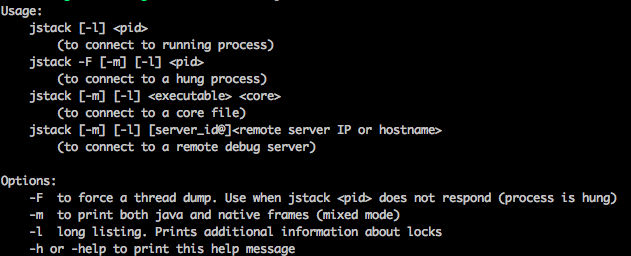 Usage:
    jstack [-l] <pid>
        (to connect to running process)
    jstack -F [-m] [-l] <pid>
        (to connect to a hung process)
    jstack [-m] [-l] <executable> <core>
        (to connect to a core file)
    jstack [-m] [-l] [server_id@]<remote server IP or hostname>
        (to connect to a remote debug server)

Options:
    -F  to force a thread dump. Use when jstack <pid> does not respond (process is hung)
    -m  to print both java and native frames (mixed mode)
    -l  long listing. Prints additional information about locks
    -h or -help to print this help message